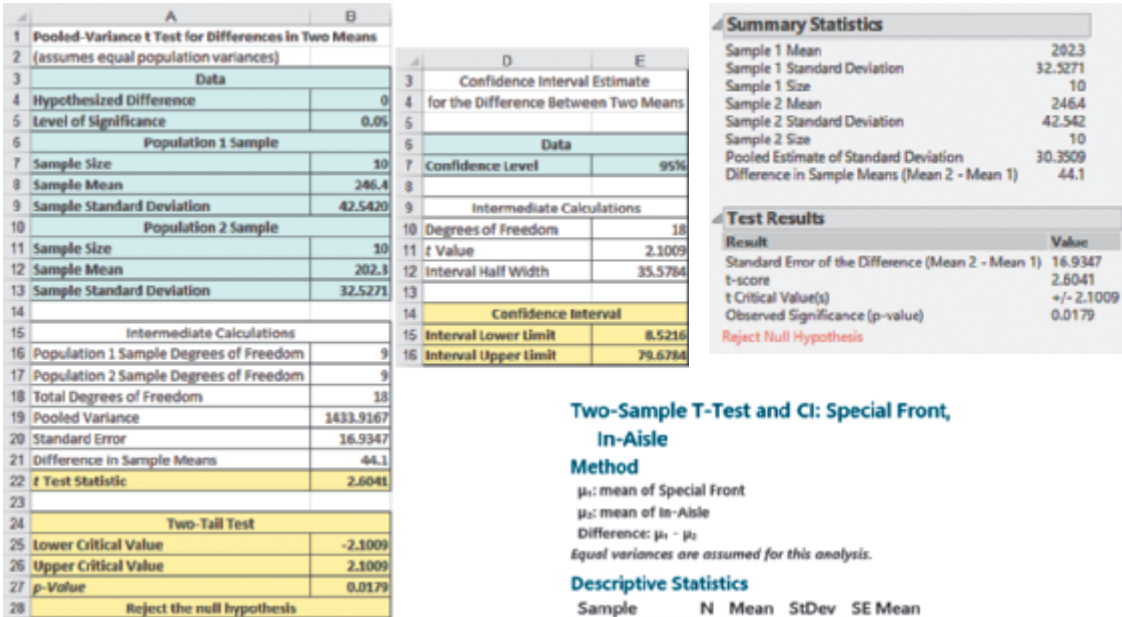 A B
1 Pooled-Variance t Test for Differences in Two Means
2 (assumes equal population variances)
3 Data
4 Hypothesized Difference 0
5 Level of Significance 0.05
6 Population 1 Sample
7 Sample Size 10
8 Sample Mean 246.4
9 Sample Standard Deviation 42.5420
10 Population 2 Sample
11 Sample Size 10
12 Sample Mean 202.3
13 Sample Standard Deviation 32.5271
14
15 Intermediate Calculations
16 Population 1 Sample Degrees of Freedom 9
17 Population 2 Sample Degrees of Freedom 9
18 Total Degrees of Freedom 18
19 Pooled Variance 1433.9167
20 Standard Error 16.9347
21 Difference in Sample Means 44.1
22 t Test Statistic 2.6041
23
24 Two-Tail Test
25 Lower Critical Value -2.1009
26 Upper Critical Value 2.1009
27 p-Value 0.0179
28 Reject the null hypothesis
D E
3 Confidence Interval Estimate
4 for the Difference Between Two Means
5
6 Data
7 Confidence Level 95%
8
9 Intermediate Calculations
10 Degrees of Freedom 18
11 t Value 2.1009
12 Interval Half Width 35.5784
13
14 Confidence Interval
15 Interval Lower Limit 8.5216
16 Interval Upper Limit 79.6784
Summary Statistics
Sample 1 Mean 202.3
Sample 1 Standard Deviation 32.5271
Sample 1 Size 10
Sample 2 Mean 246.4
Sample 2 Standard Deviation 42.542
Sample 2 Size 10
Pooled Estimate of Standard Deviation 30.3509
Difference in Sample Means (Mean 2 - Mean 1) 44.1
Test Results
Result Value
Standard Error of the Difference (Mean 2 - Mean 1) 16.9347
t-score 2.6041
t Critical Value(s) +/- 2.1009
Observed Significance (p-value) 0.0179
Reject Null Hypothesis
Two-Sample T-Test and CI: Special Front,
In-Aisle
Method
μ₁: mean of Special Front
μ₂: mean of In-Aisle
Difference: μ₁ - μ₂
Equal variances are assumed for this analysis.
Descriptive Statistics
Sample N Mean StDev SE Mean